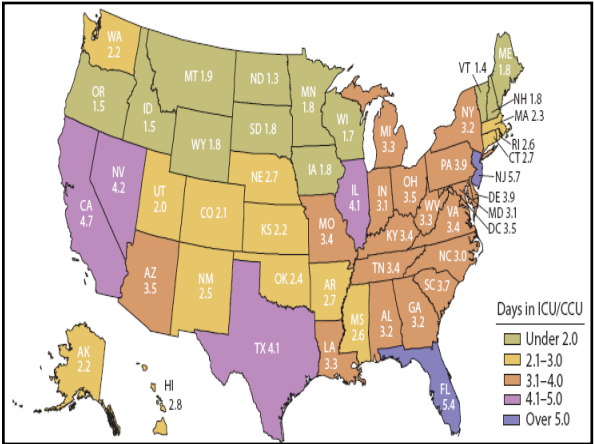 WA
2.2
OR
1.5
ID
1.5
MT 1.9
ND 1.3
MN
1.8
WI
1.7
SD 1.8
WY 1.8
IA 1.8
NE 2.7
NV
4.2
CA
4.7
UT
2.0
CO 2.1
KS 2.2
MO
3.4
IL
4.1
IN
3.1
OH
3.5
MI
3.3
PA 3.9
NY
3.2
VT 1.4
ME
1.8
NH 1.8
MA 2.3
RI 2.6
CT 2.7
NJ 5.7
DE 3.9
MD 3.1
DC 3.5
WV
3.3
VA
3.4
KY 3.4
NC 3.0
TN 3.4
SC 3.7
AZ
3.5
NM
2.5
OK 2.4
AR
2.7
MS
2.6
AL
3.2
GA
3.2
LA
3.3
TX 4.1
FL
5.4
AK
2.2
HI
2.8
Days in ICU/CCU
Under 2.0
2.1–3.0
3.1–4.0
4.1–5.0
Over 5.0